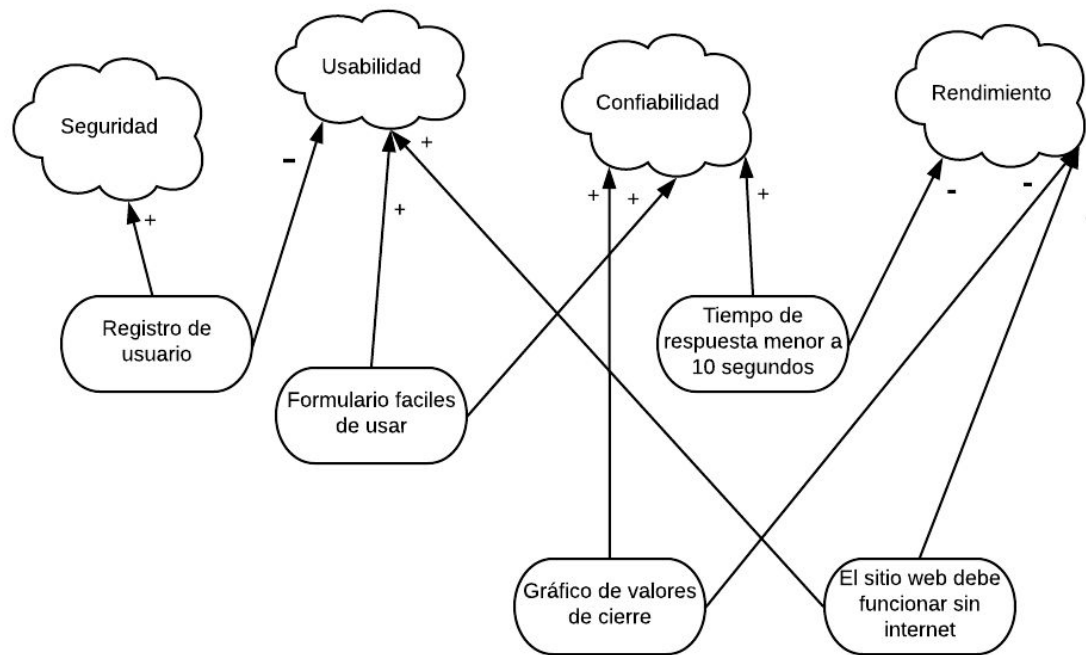 Usabilidad
Confiabilidad
Rendimiento
Seguridad
-
+
+
+
+
+
-
-
+
Registro de
usuario
Tiempo de
respuesta menor a
10 segundos
Formulario faciles
de usar
Gráfico de valores
de cierre
El sitio web debe
funcionar sin
internet